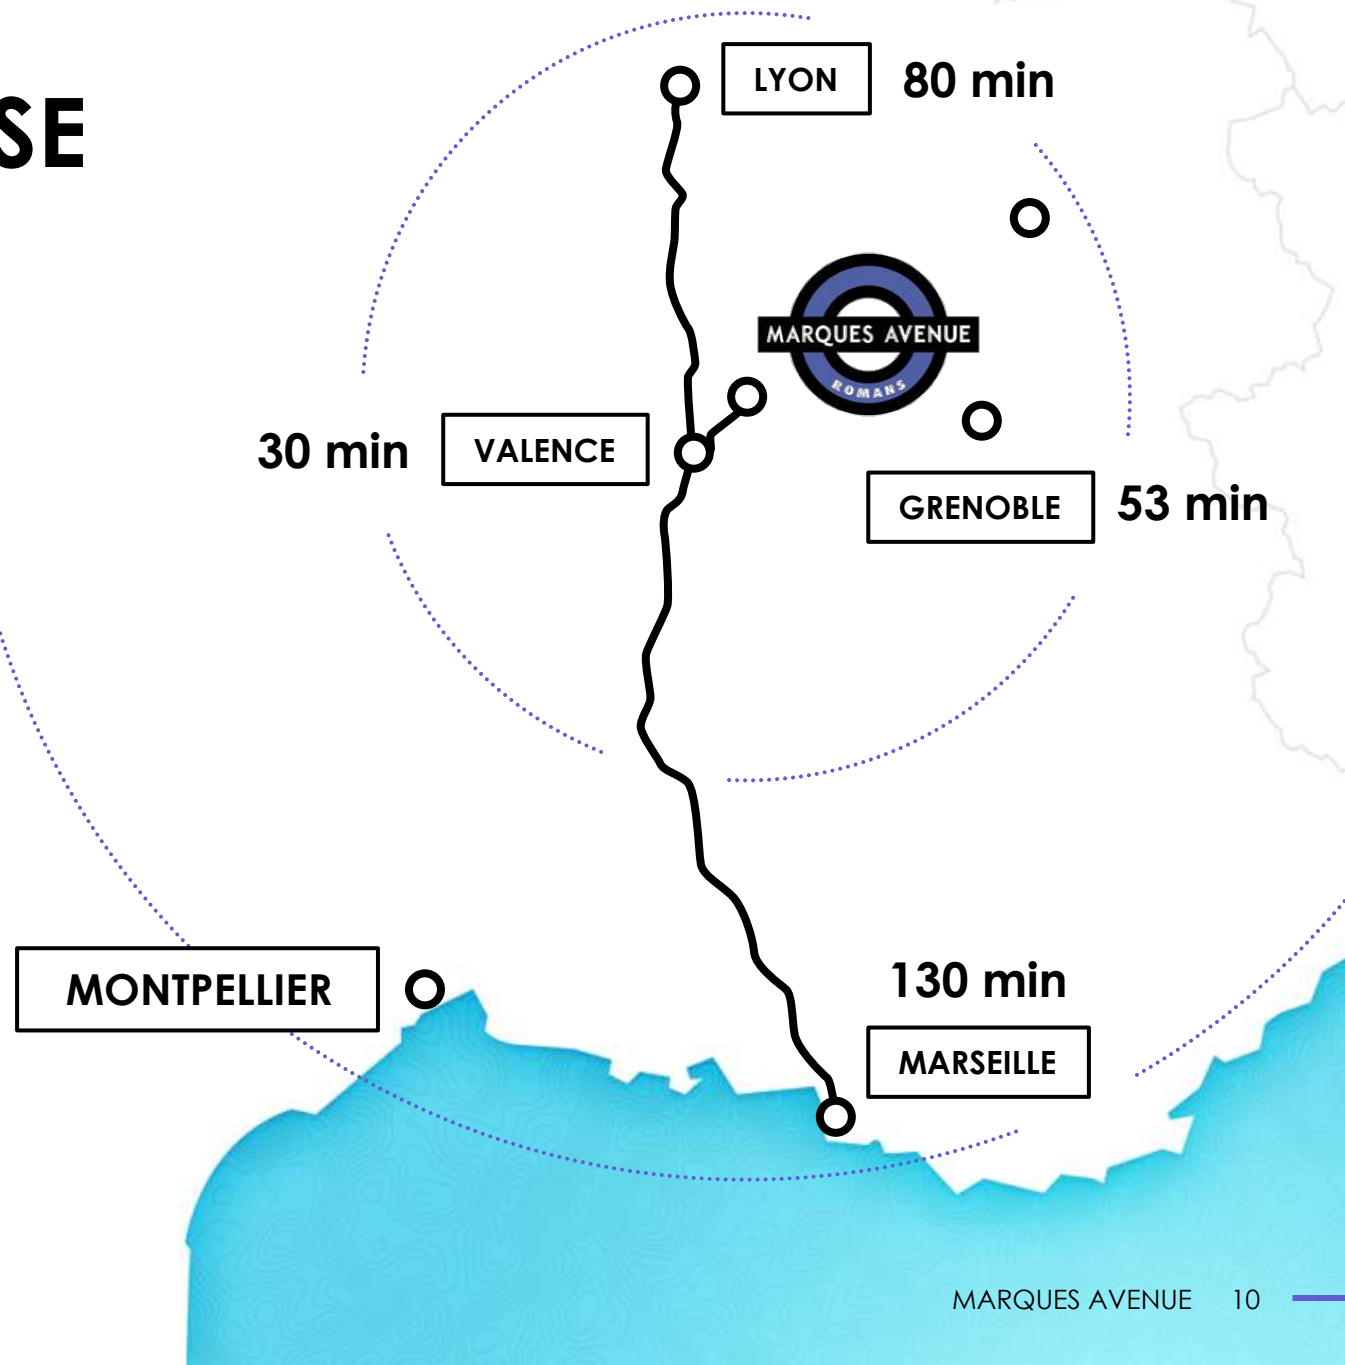 SE
LYON
80 min
MARQUES AVENUE
ROMANS
30 min
VALENCE
GRENOBLE
53 min
MONTPELLIER
130 min
MARSEILLE
MARQUES AVENUE 10